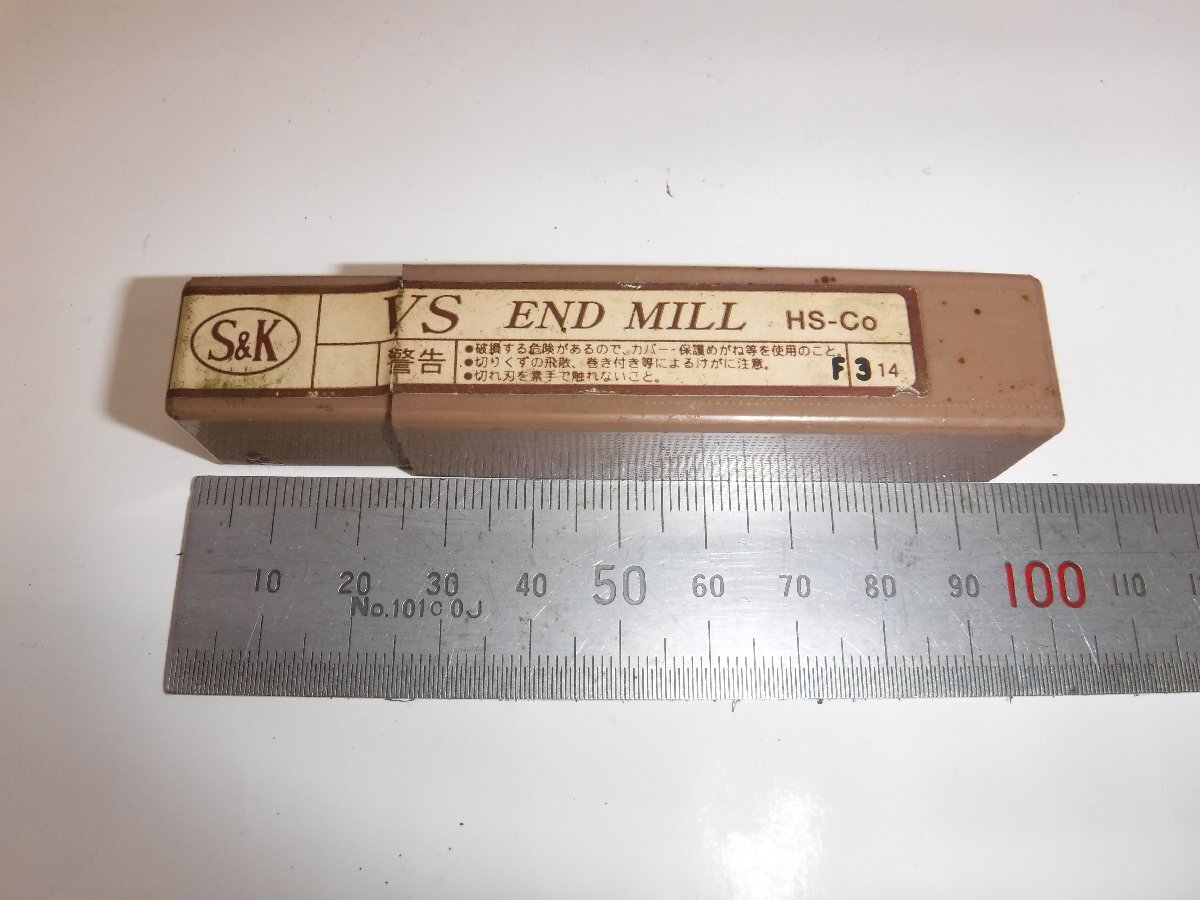 S&K
VS END MILL HS-Co
警告
●破損する危険があるので、カバー・保護めがね等を使用のこと。
●切りくずの飛散、巻き付き等によるけがに注意。
●切れ刃を素手で触れないこと。
F 3 14
10 20 30 40 50 60 70 80 90 100 110